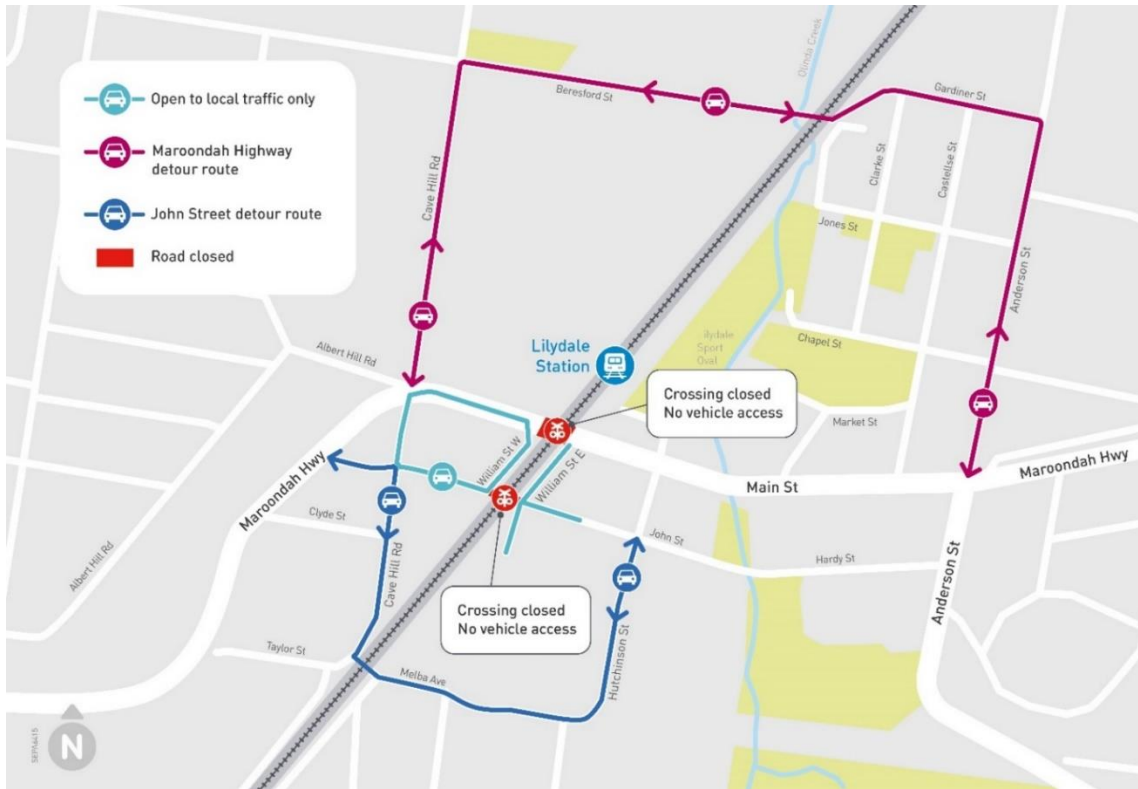 Open to local traffic only
Maroondah Highway
detour route
John Street detour route
Road closed
Beresford St
Olinda Creek
Gardiner St
Cave Hill Rd
Clarke St
Castellse St
Jones St
Anderson St
Albert Hill Rd
Lilydale
Station
ilydale
Sport
Oval
Chapel St
Crossing closed
No vehicle access
Market St
William St W
William St E
Maroondah Hwy
Main St
Maroondah Hwy
Clyde St
John St
Hardy St
Albert Hill Rd
Cave Hill Rd
Crossing closed
No vehicle access
Anderson St
Taylor St
Melba Ave
Hutchinson St
N